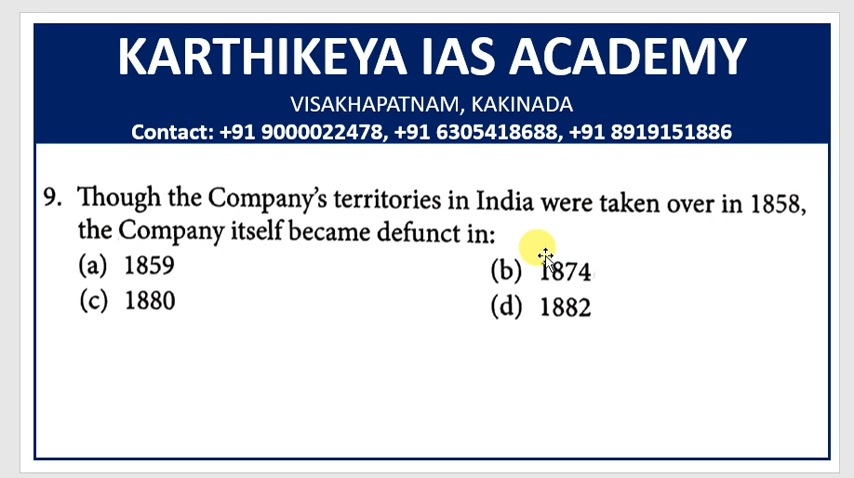 KARTHIKEYA IAS ACADEMY
VISAKHAPATNAM, KAKINADA
Contact: +91 9000022478, +91 6305418688, +91 8919151886
9. Though the Company's territories in India were taken over in 1858,
the Company itself became defunct in:
(a) 1859 (b) 1874
(c) 1880 (d) 1882